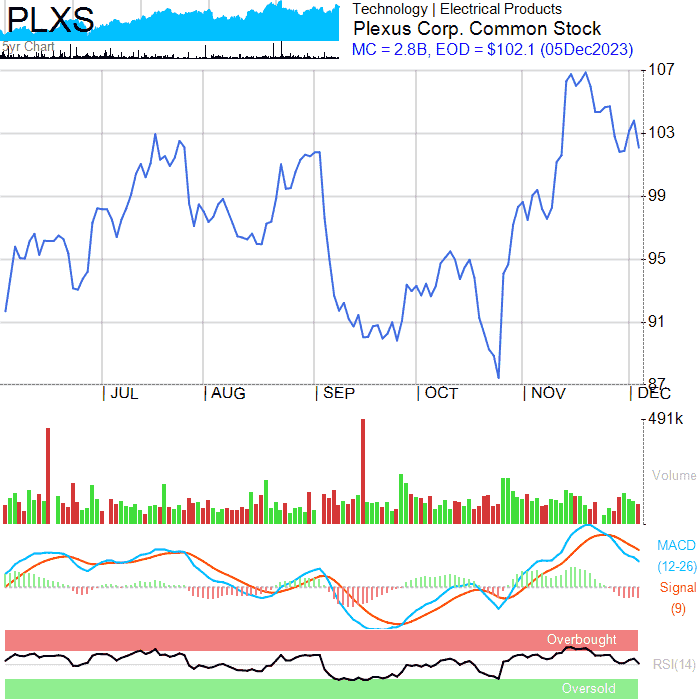 PLXS
5yr Chart
Technology | Electrical Products
Plexus Corp. Common Stock
MC = 2.8B, EOD = $102.1 (05Dec2023)
107
103
99
95
91
87
| JUL | AUG | SEP | OCT | NOV | DEC
491k
Volume
MACD
(12-26)
Signal
(9)
Overbought
RSI(14)
Oversold